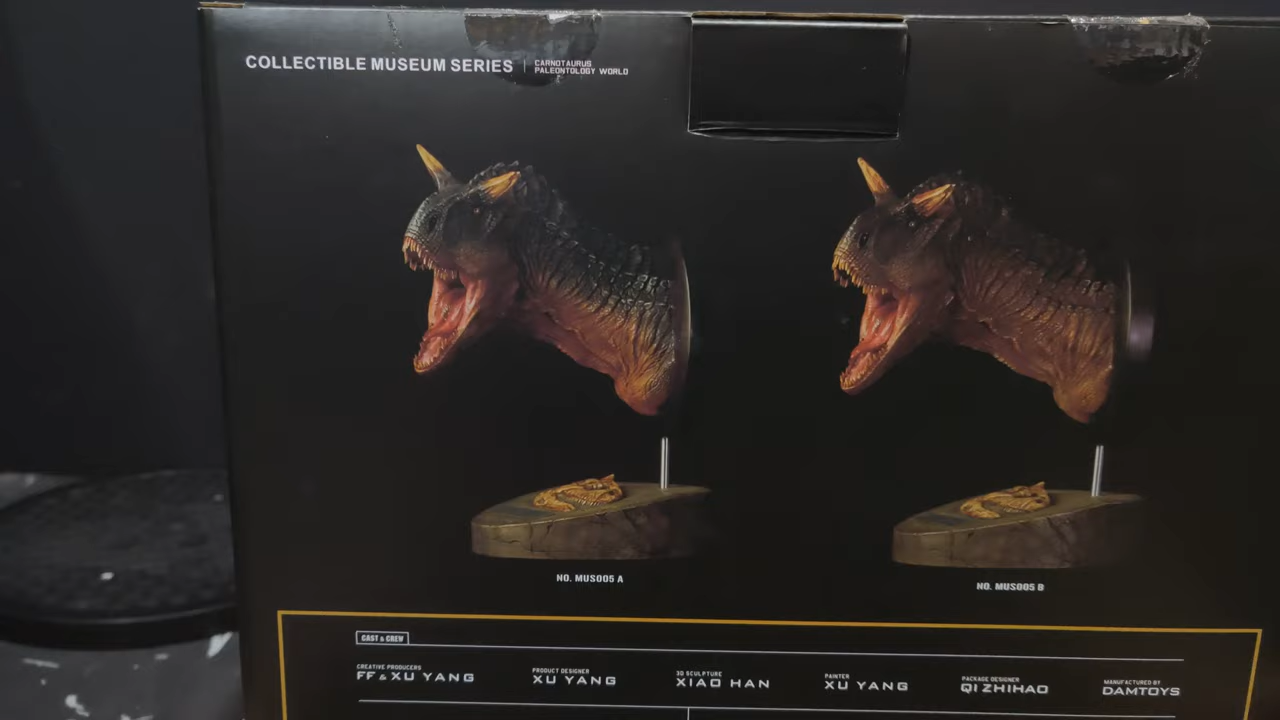 COLLECTIBLE MUSEUM SERIES
CARNOTAURUS
PALEONTOLOGY WORLD
NO. MUS005 A
NO. MUS005 B
CAST & CREW
CREATIVE PRODUCERS
FF & XU YANG
PRODUCT DESIGNER
XU YANG
3D SCULPTURE
XIAO HAN
PAINTER
XU YANG
PACKAGE DESIGNER
QI ZHIHAO
MANUFACTURED BY
DAMTOYS